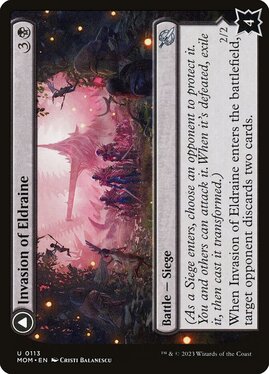 Invasion of Eldraine
3
Battle — Siege
(As a Siege enters, choose an opponent to protect it.
You and others can attack it. When it's defeated, exile
it, then cast it transformed.)
When Invasion of Eldraine enters the battlefield,
target opponent discards two cards.
2/2
4
U 0113
MOM • EN CRISTI BALANESCU
™ & © 2023 Wizards of the Coast